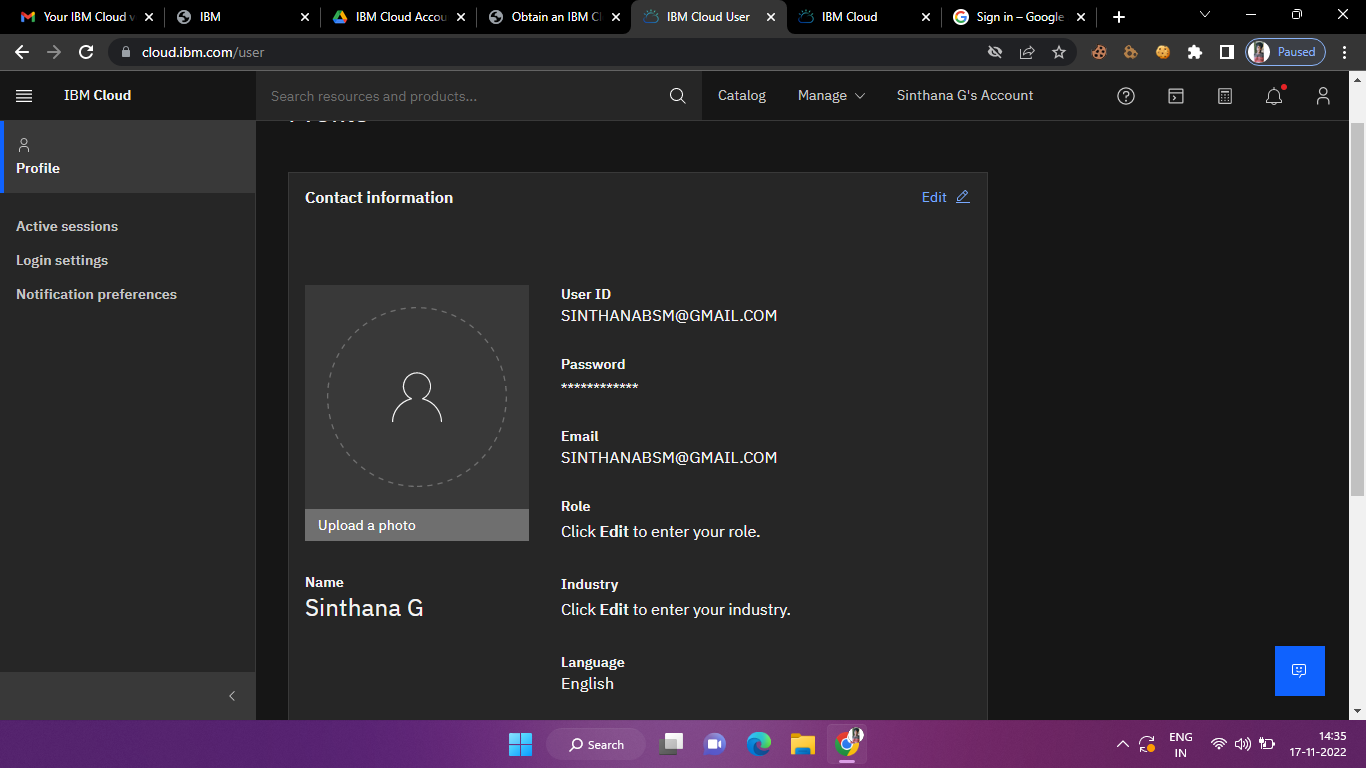 Your IBM Cloud v
IBM
IBM Cloud Accou
Obtain an IBM Cl
IBM Cloud User
IBM Cloud
Sign in – Google
cloud.ibm.com/user
Paused
IBM Cloud
Search resources and products...
Catalog
Manage
Sinthana G's Account
Profile
Profile
Active sessions
Login settings
Notification preferences
Contact information
Edit
User ID
SINTHANABSM@GMAIL.COM
Password
************
Email
SINTHANABSM@GMAIL.COM
Role
Click Edit to enter your role.
Upload a photo
Name
Sinthana G
Industry
Click Edit to enter your industry.
Language
English
Search
ENG
IN
14:35
17-11-2022